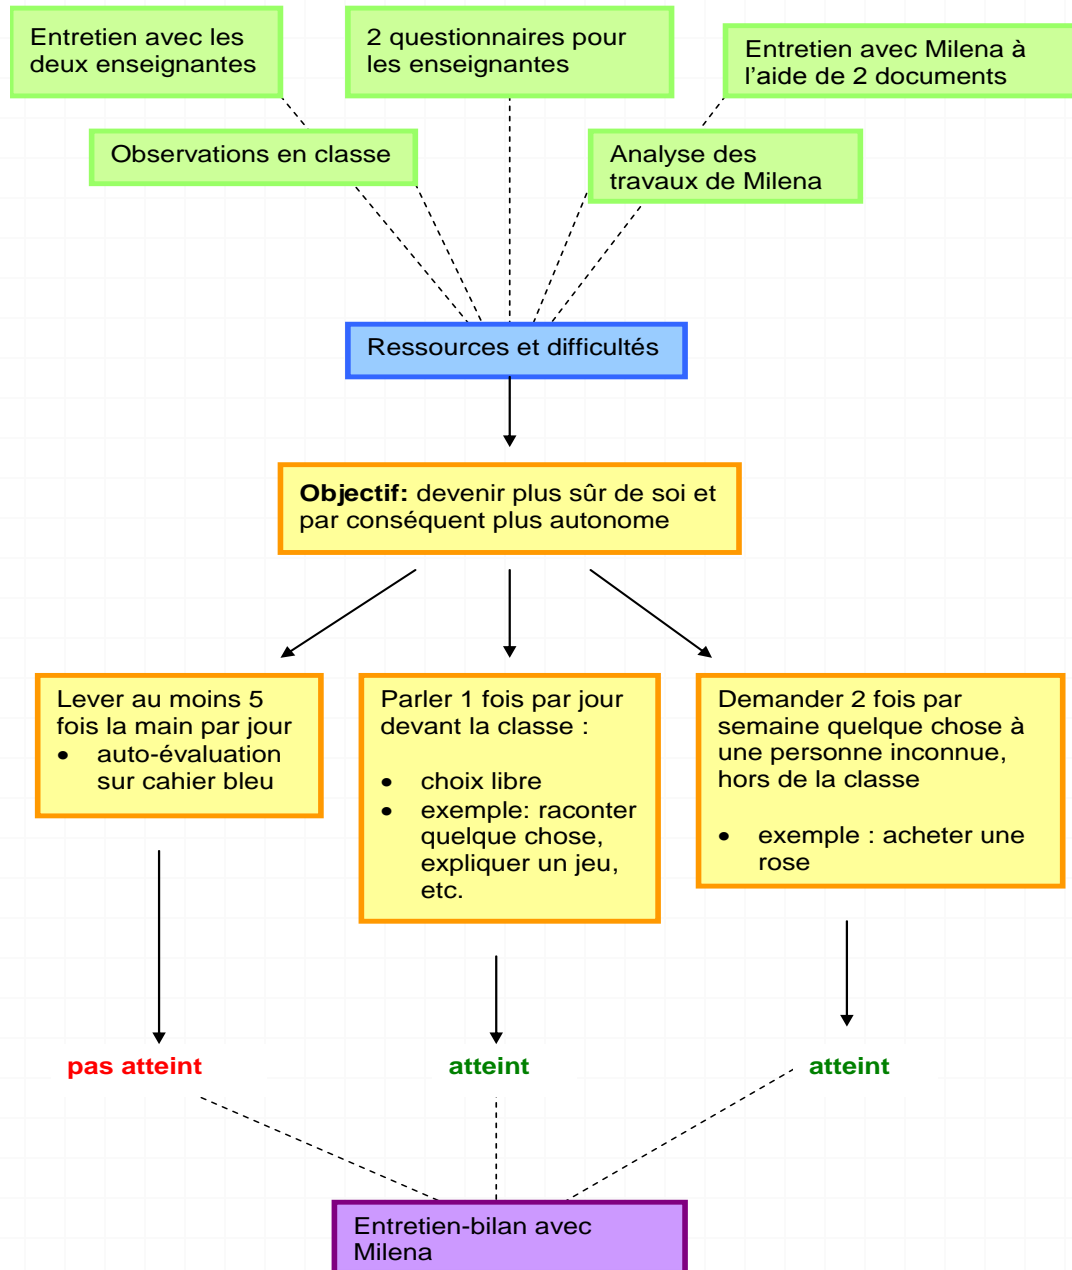 Entretien avec les
deux enseignantes
2 questionnaires pour
les enseignantes
Entretien avec Milena à
l’aide de 2 documents
Observations en classe
Analyse des
travaux de Milena
Ressources et difficultés
Objectif: devenir plus sûr de soi et
par conséquent plus autonome
Lever au moins 5
fois la main par jour
• auto-évaluation
sur cahier bleu
Parler 1 fois par jour
devant la classe :
• choix libre
• exemple: raconter
quelque chose,
expliquer un jeu,
etc.
Demander 2 fois par
semaine quelque chose à
une personne inconnue,
hors de la classe
• exemple : acheter une
rose
pas atteint
atteint
atteint
Entretien-bilan avec
Milena